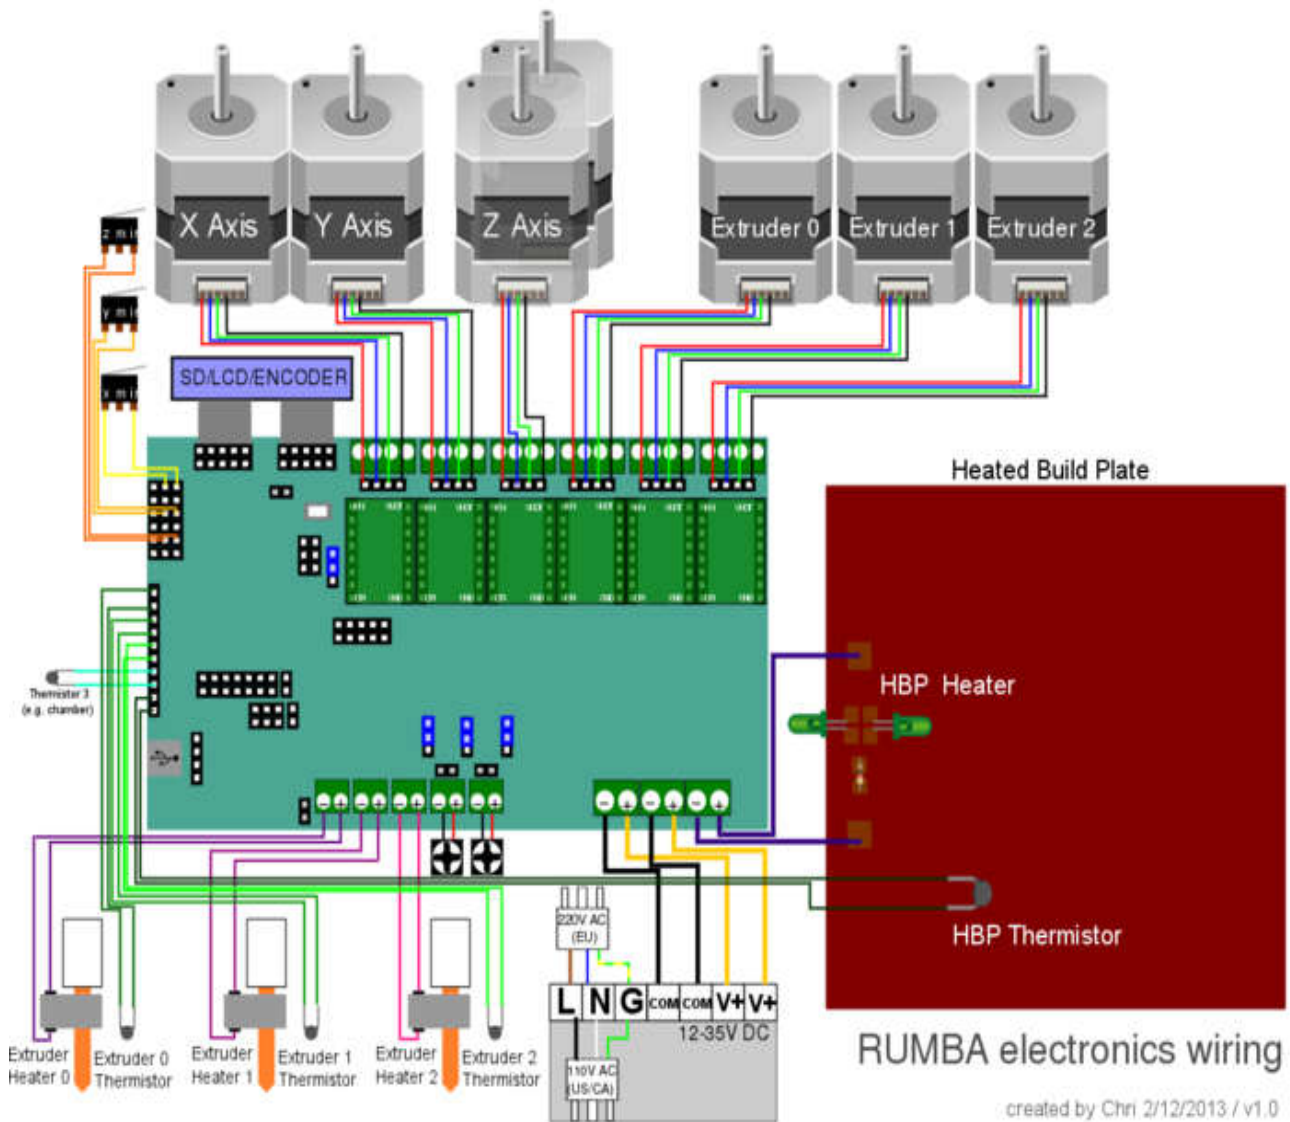 X Axis
Y Axis
Z Axis
Extruder 0
Extruder 1
Extruder 2
z min
y min
x min
SD/LCD/ENCODER
Heated Build Plate
HBP Heater
Thermistor 3
(e.g. chamber)
- + - + - + - + - +
- + - + - +
220V AC
(EU)
HBP Thermistor
L N G COM COM V+ V+
12-35V DC
110V AC
(US/CA)
Extruder
Heater 0
Extruder 0
Thermistor
Extruder
Heater 1
Extruder 1
Thermistor
Extruder
Heater 2
Extruder 2
Thermistor
RUMBA electronics wiring
created by Chri 2/12/2013 / v1.0